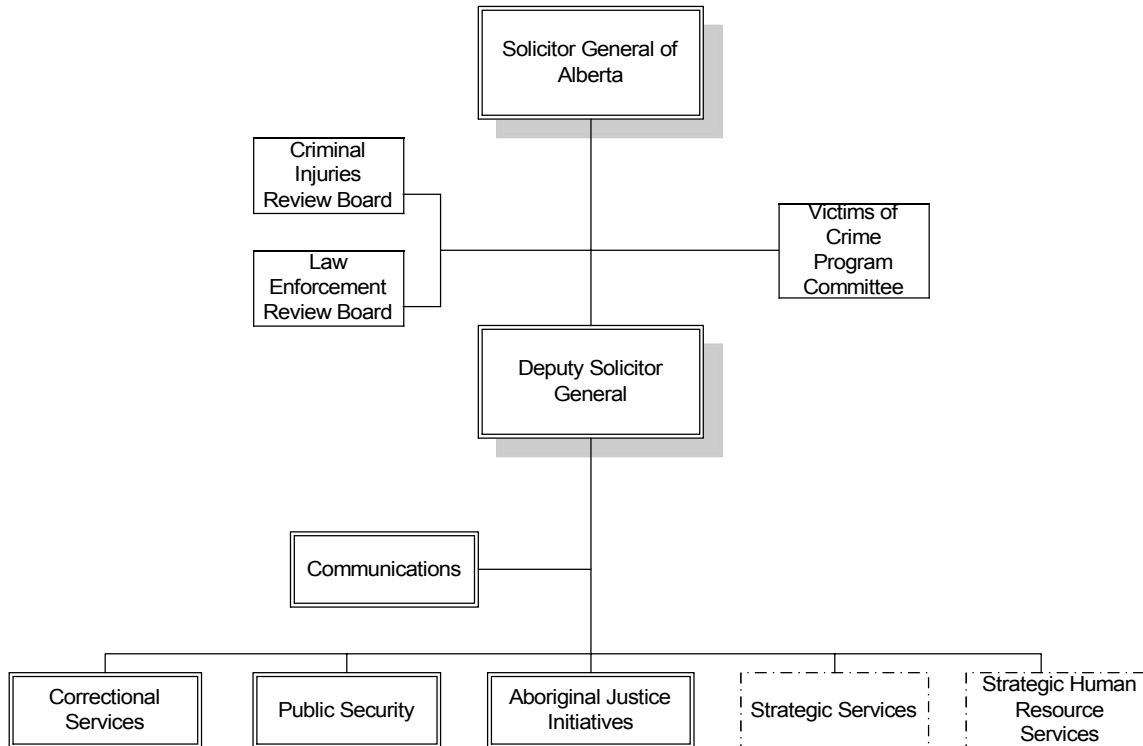 Solicitor General of
Alberta
Criminal
Injuries
Review Board
Victims of
Crime
Program
Committee
Law
Enforcement
Review Board
Deputy Solicitor
General
Communications
Correctional
Services
Public Security
Aboriginal Justice
Initiatives
Strategic Services
Strategic Human
Resource
Services